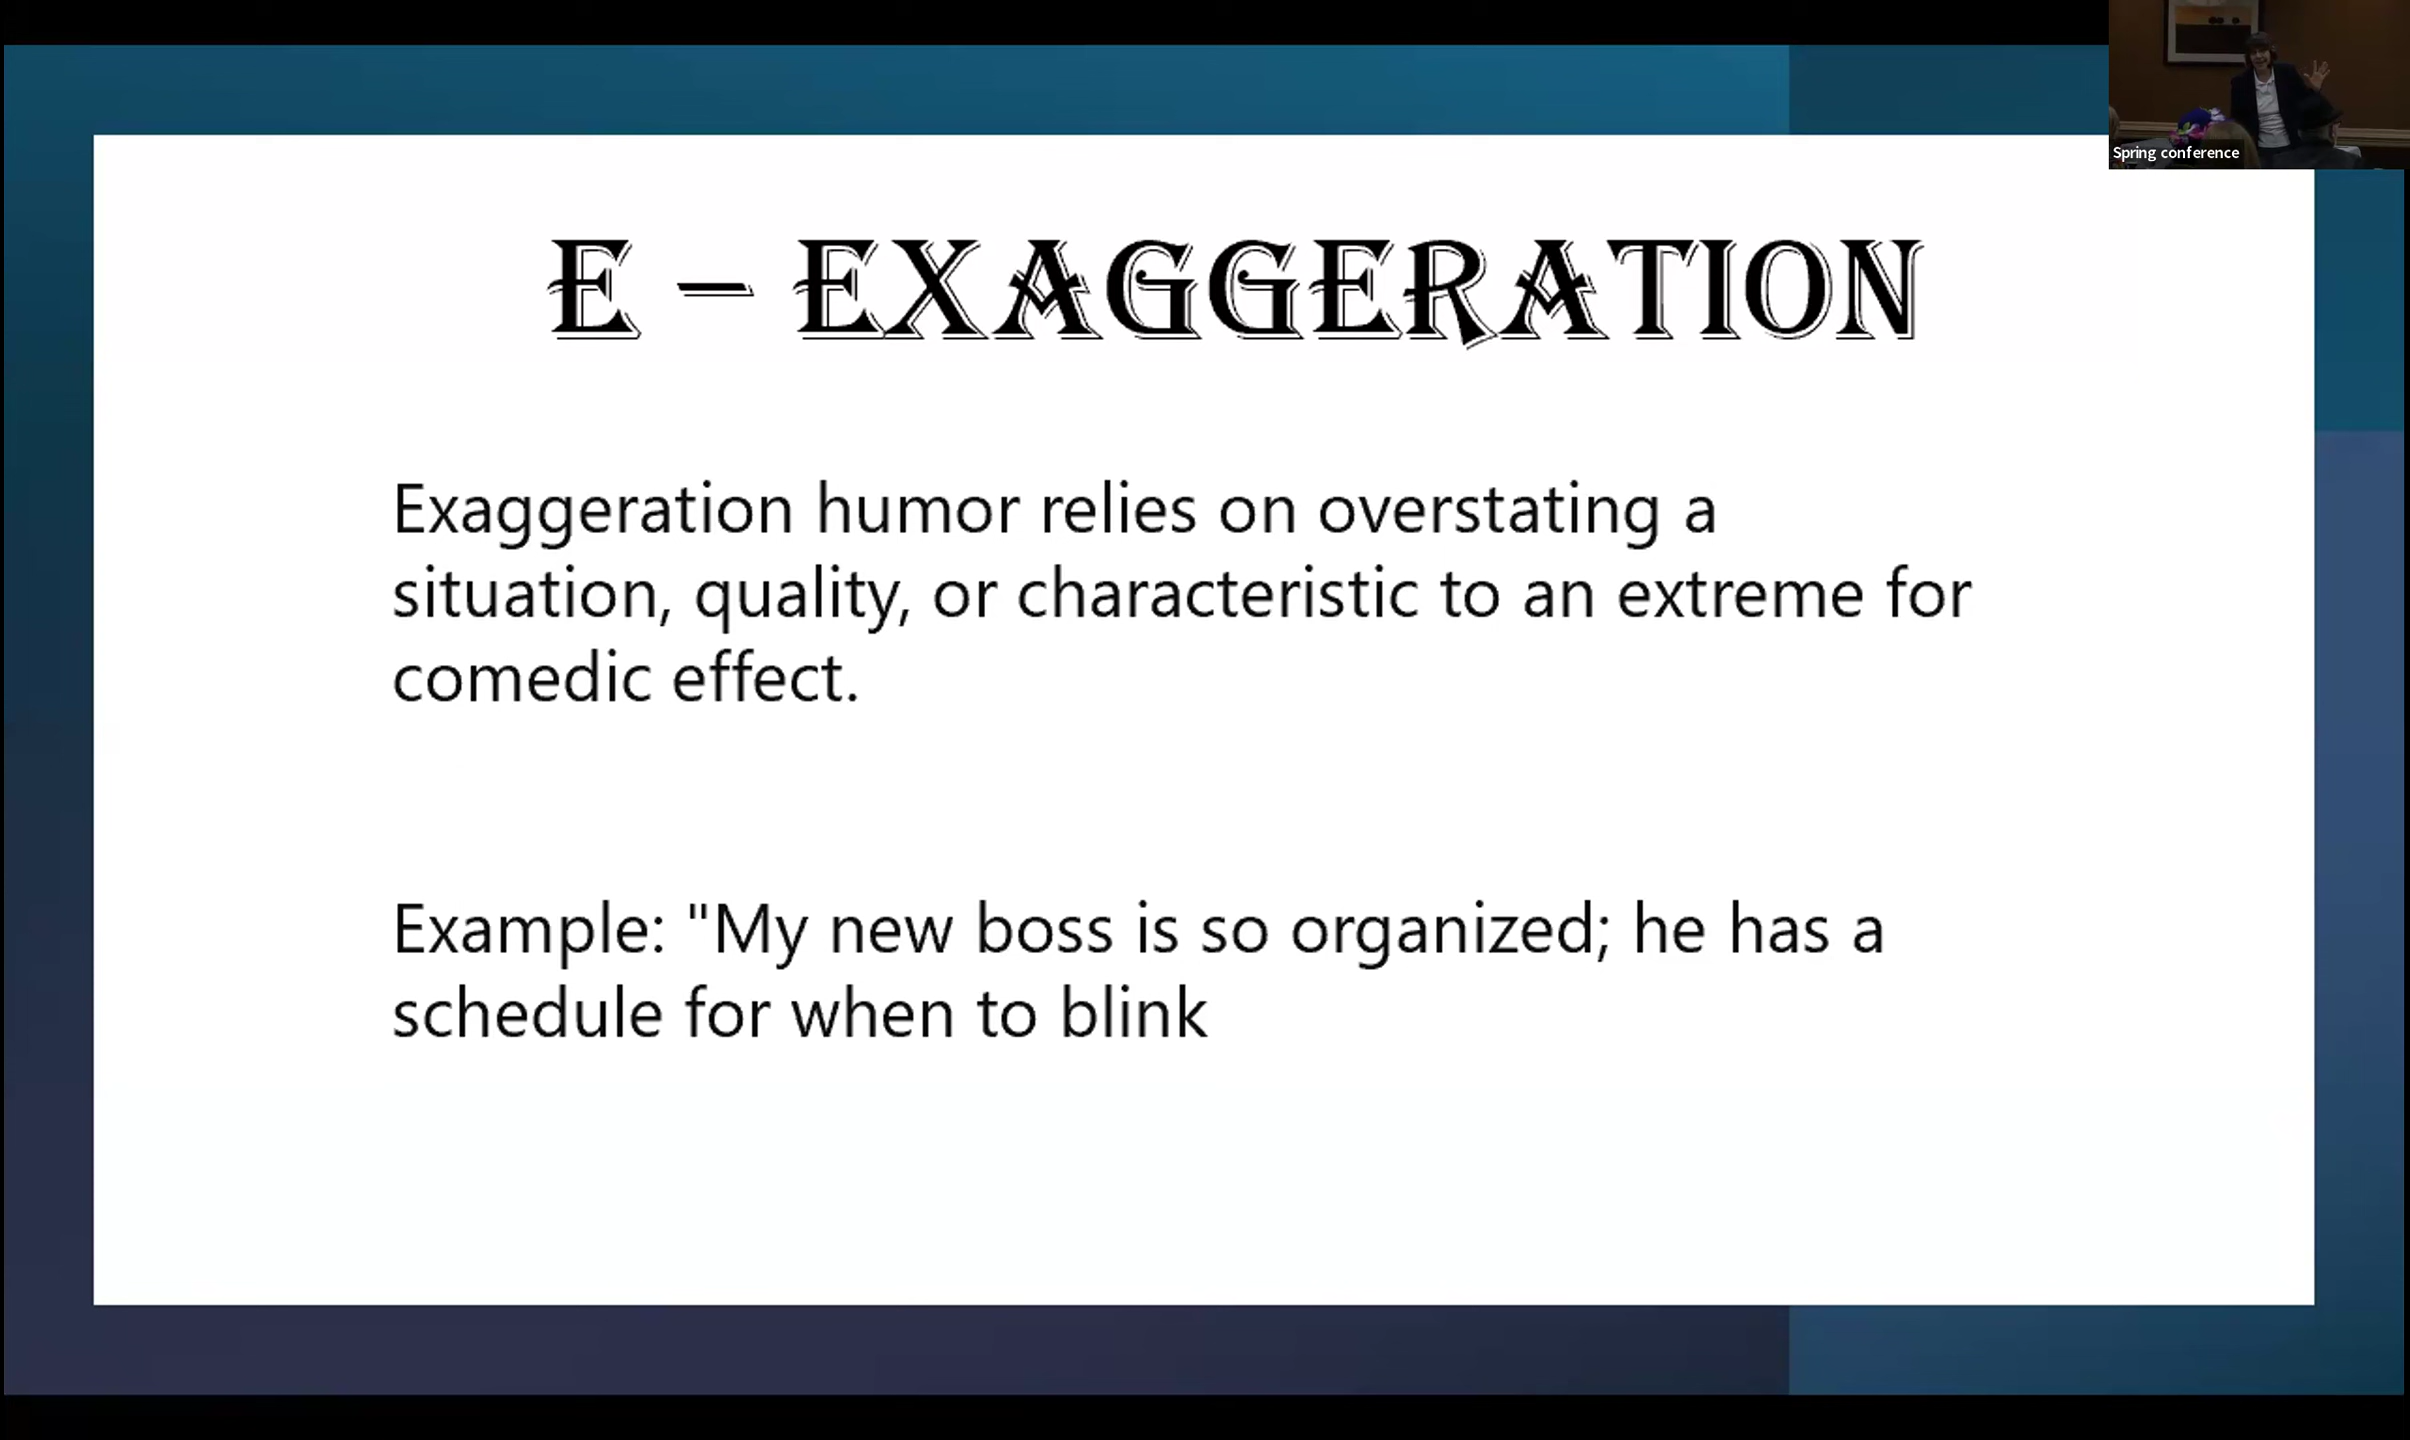 E – EXAGGERATION
Exaggeration humor relies on overstating a
situation, quality, or characteristic to an extreme for
comedic effect.
Example: "My new boss is so organized; he has a
schedule for when to blink
Spring conference